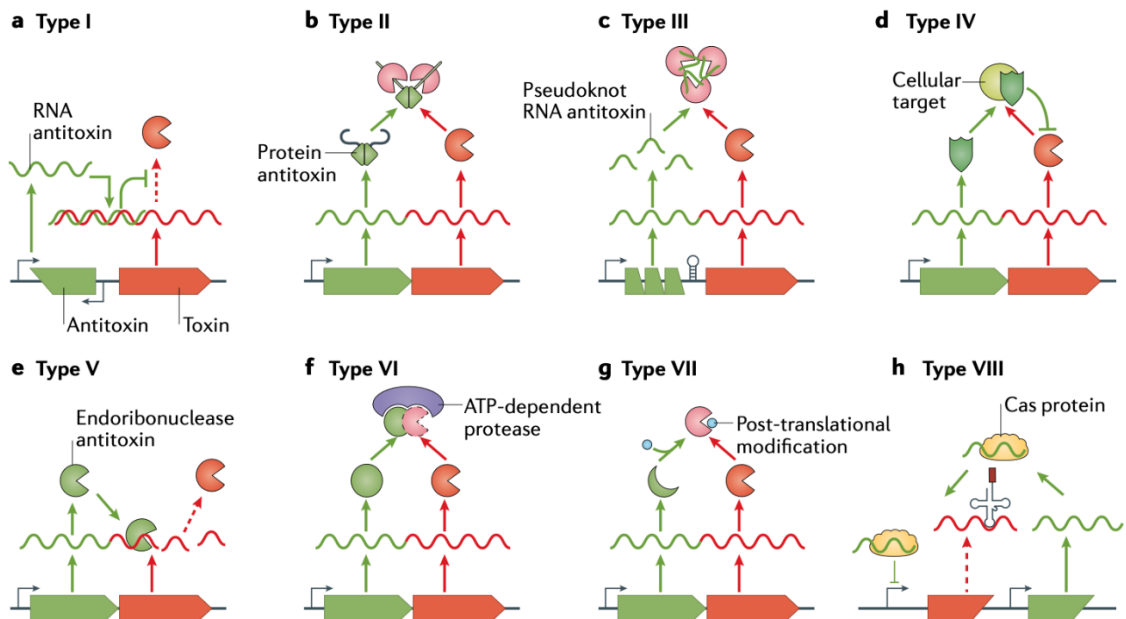 a Type I
RNA
antitoxin
Antitoxin
Toxin
b Type II
Protein
antitoxin
c Type III
Pseudoknot
RNA antitoxin
d Type IV
Cellular
target
e Type V
Endoribonuclease
antitoxin
f Type VI
ATP-dependent
protease
g Type VII
Post-translational
modification
h Type VIII
Cas protein